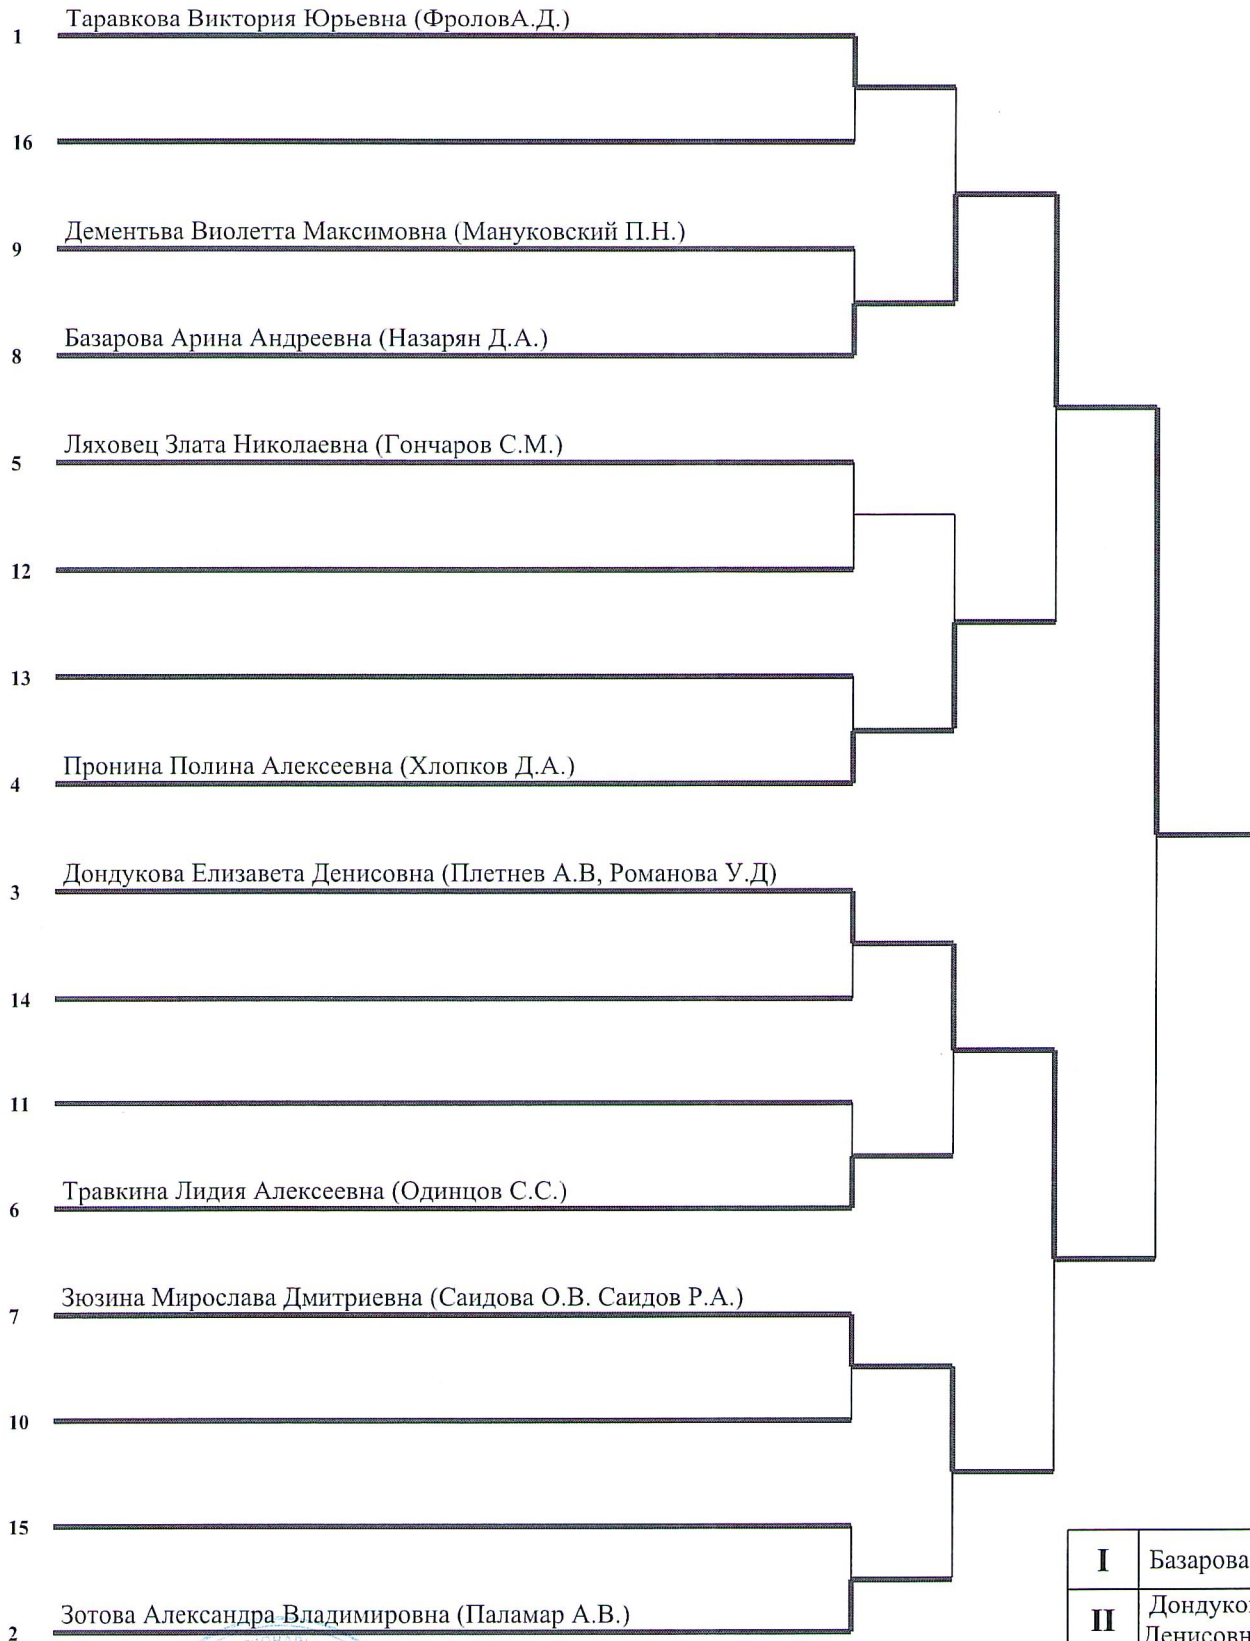 Таравкова Виктория Юрьевна (ФроловА.Д.)
1
16
Дементьва Виолетта Максимовна (Мануковский П.Н.)
9
Базарова Арина Андреевна (Назарян Д.А.)
8
Ляховец Злата Николаевна (Гончаров С.М.)
5
12
13
Пронина Полина Алексеевна (Хлопков Д.А.)
4
Дондукова Елизавета Денисовна (Плетнев А.В, Романова У.Д)
3
14
11
Травкина Лидия Алексеевна (Одинцов С.С.)
6
Зюзина Мирослава Дмитриевна (Саидова О.В. Саидов Р.А.)
7
10
15
I Базарова
Зотова Александра Владимировна (Паламар А.В.)
2
II Дондуков
Денисовн